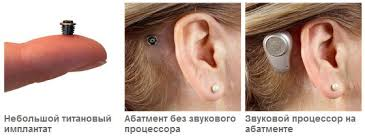 Небольшой титановый
имплантат
Абатмент без звукового
процессора
Звуковой процессор на
абатменте